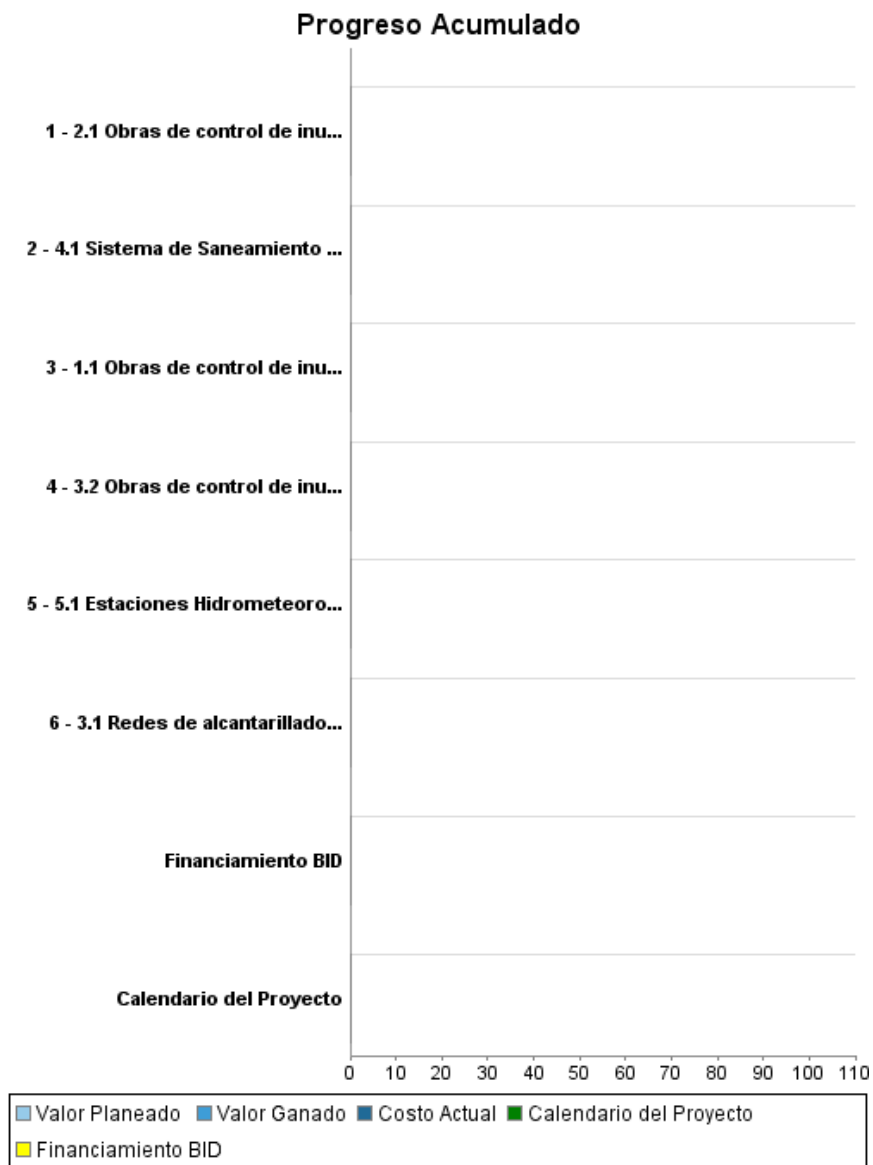 Progreso Acumulado
1 - 2.1 Obras de control de inu...
2 - 4.1 Sistema de Saneamiento ...
3 - 1.1 Obras de control de inu...
4 - 3.2 Obras de control de inu...
5 - 5.1 Estaciones Hidrometeoro...
6 - 3.1 Redes de alcantarillado...
Financiamiento BID
Calendario del Proyecto
0 10 20 30 40 50 60 70 80 90 100 110
Valor Planeado Valor Ganado Costo Actual Calendario del Proyecto
Financiamiento BID